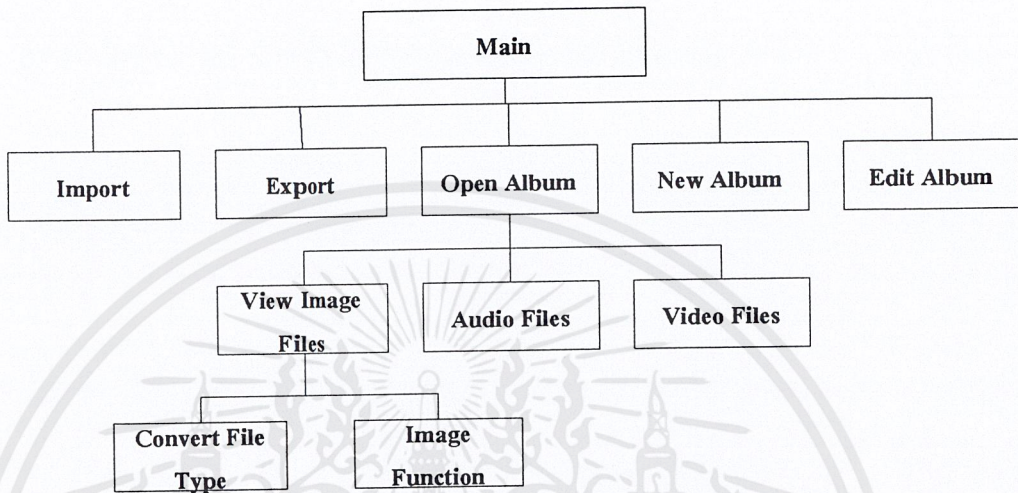 Main
Import
Export
Open Album
New Album
Edit Album
View Image
Files
Audio Files
Video Files
Convert File
Type
Image
Function